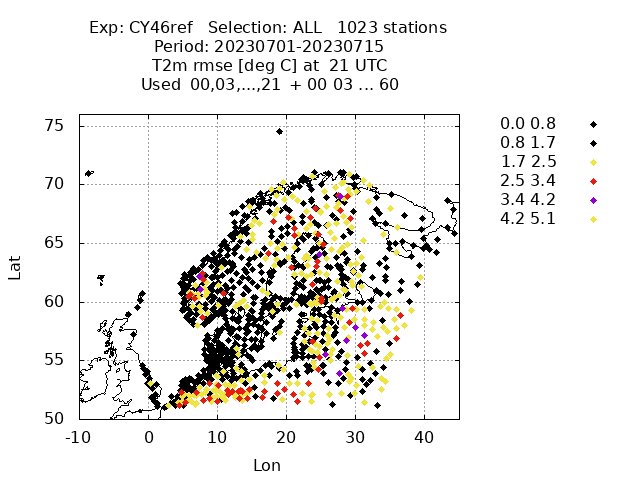 Exp: CY46ref   Selection: ALL   1023 stations
Period: 20230701-20230715
T2m rmse [deg C] at  21 UTC
Used  00,03,...,21  + 00 03 ... 60
75
70
65
60
55
50
Lat
-10 0 10 20 30 40
Lon
0.0 0.8
0.8 1.7
1.7 2.5
2.5 3.4
3.4 4.2
4.2 5.1